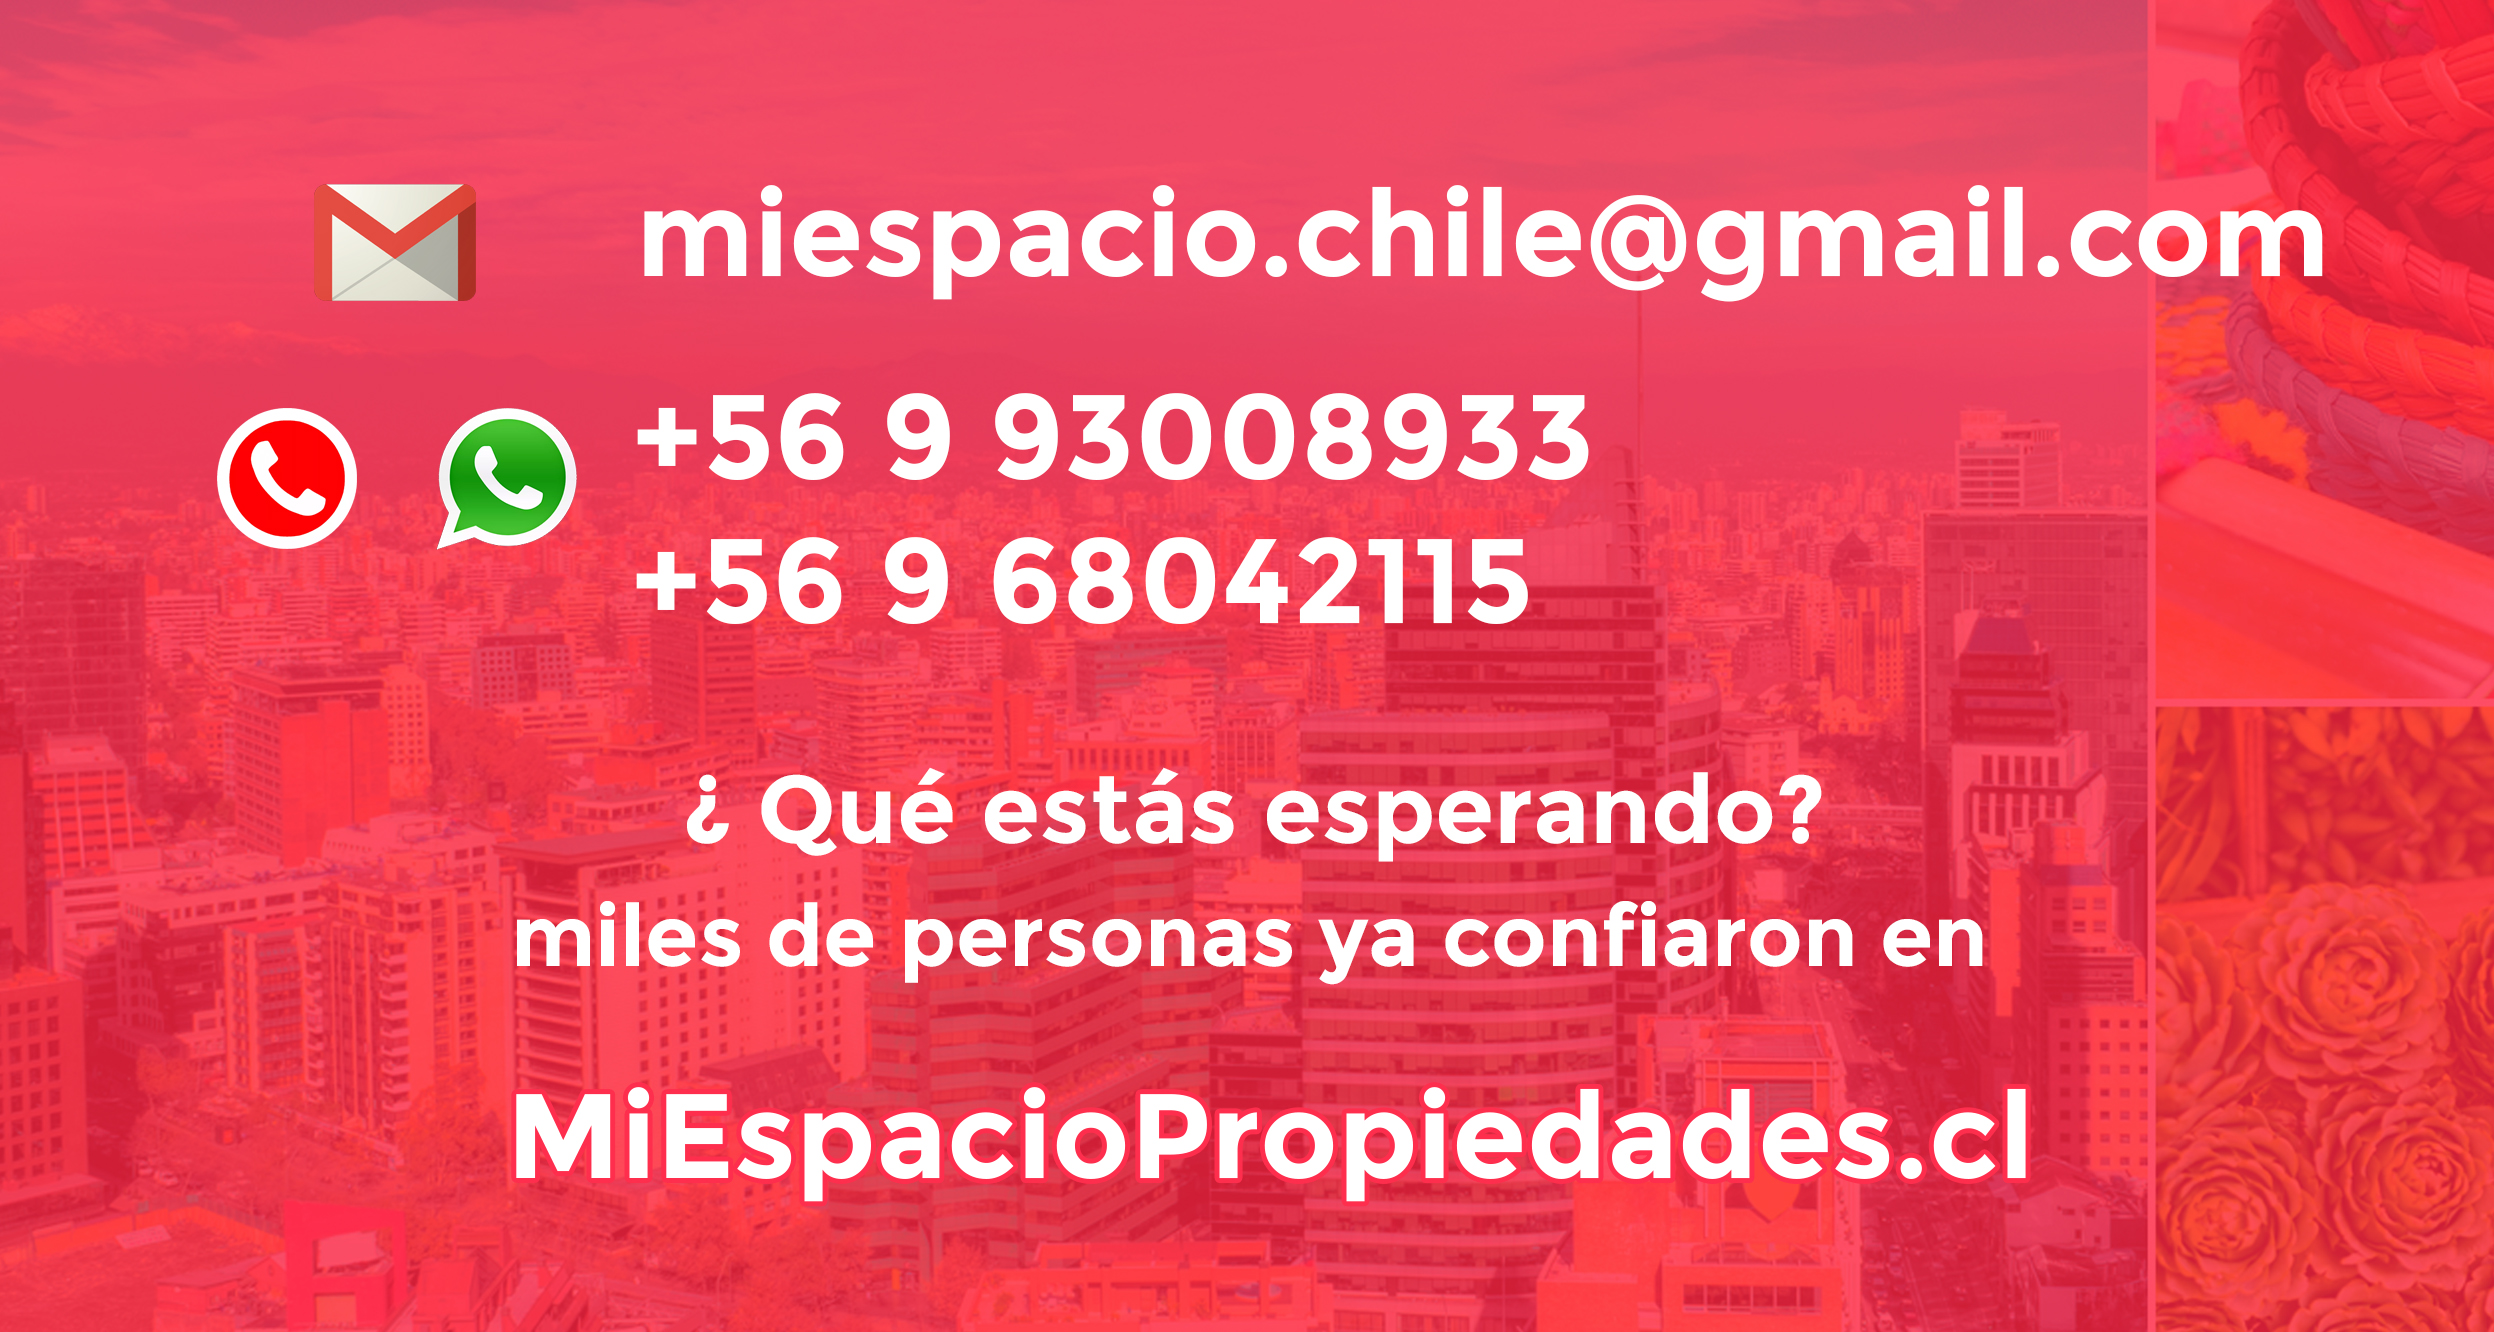 miespacio.chile@gmail.com
+56 9 93008933
+56 9 68042115
¿ Qué estás esperando?
miles de personas ya confiaron en
MiEspacioPropiedades.cl